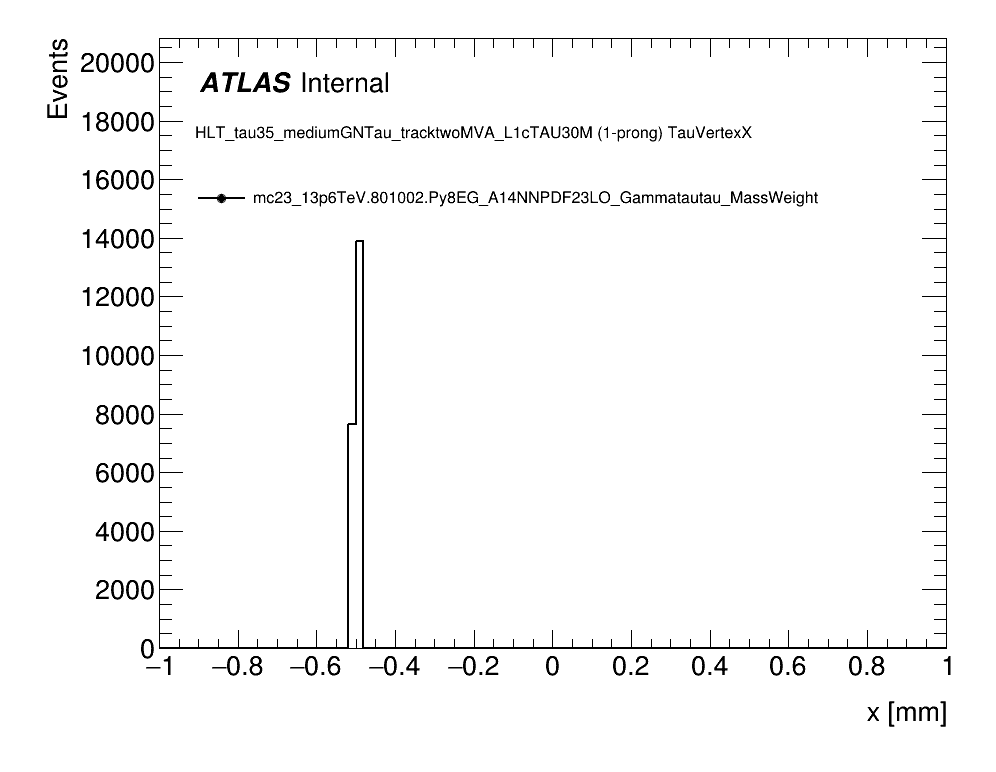 Events
20000
ATLAS Internal
18000
HLT_tau35_mediumGNTau_tracktwoMVA_L1cTAU30M (1-prong) TauVertexX
16000
mc23_13p6TeV.801002.Py8EG_A14NNPDF23LO_Gammatautau_MassWeight
14000
12000
10000
8000
6000
4000
2000
0
−1 −0.8 −0.6 −0.4 −0.2 0 0.2 0.4 0.6 0.8 1
x [mm]